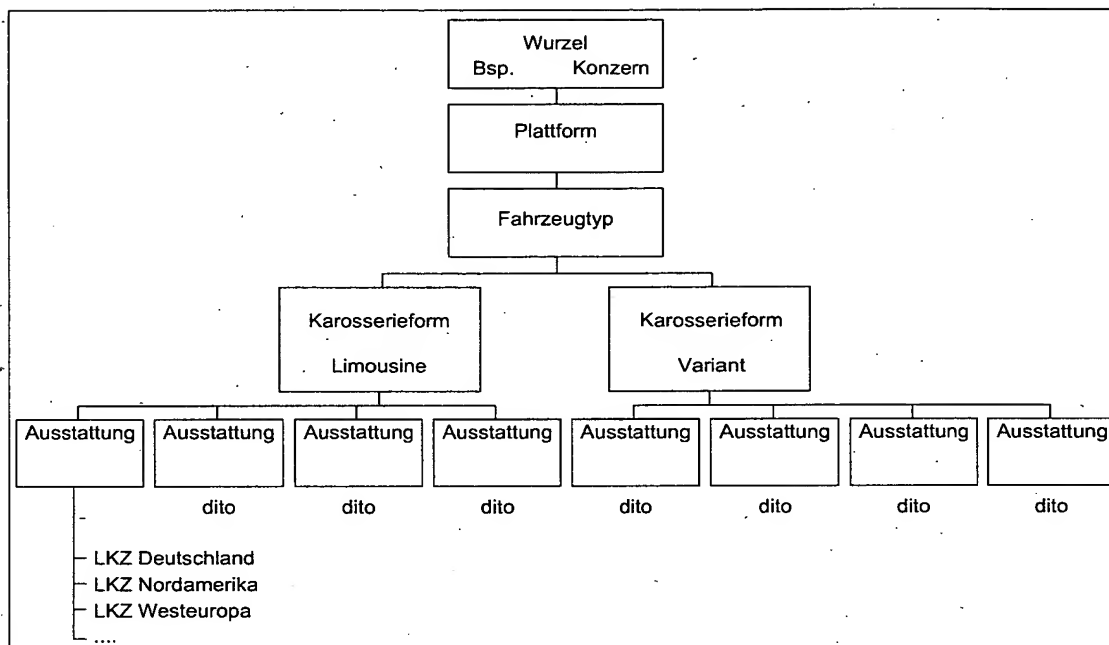 Wurzel
Bsp. Konzern
Plattform
Fahrzeugtyp
Karosserieform Karosserieform
Limousine Variant
Ausstattung Ausstattung Ausstattung Ausstattung Ausstattung Ausstattung Ausstattung Ausstattung
dito dito dito dito dito dito dito
LKZ Deutschland
LKZ Nordamerika
LKZ Westeuropa
....